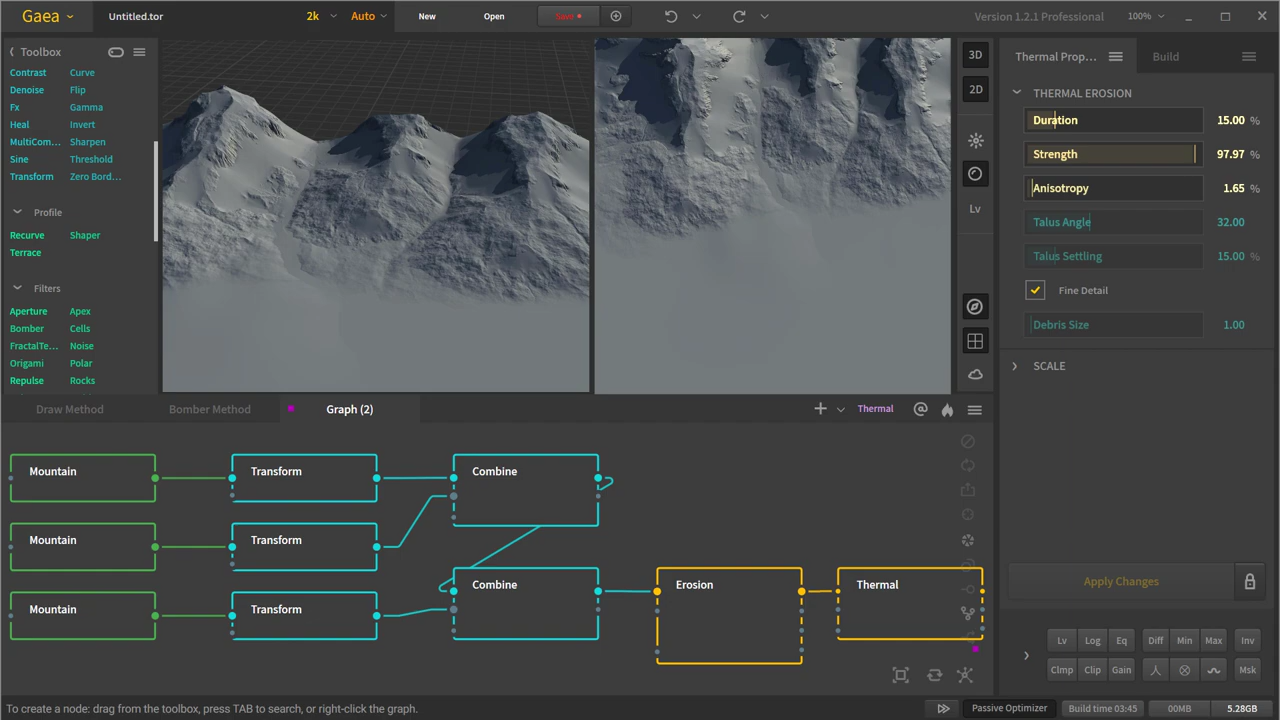 Gaea
Untitled.tor
2k
Auto
New
Open
Save
Version 1.2.1 Professional
100%
Toolbox
Contrast Curve
Denoise Flip
Fx Gamma
Heal Invert
MultiCom... Sharpen
Sine Threshold
Transform Zero Bord...
Profile
Recurve Shaper
Terrace
Filters
Aperture Apex
Bomber Cells
FractalTe... Noise
Origami Polar
Repulse Rocks
3D
2D
Lv
Thermal Prop...
Build
THERMAL EROSION
Duration 15.00 %
Strength 97.97 %
Anisotropy 1.65 %
Talus Angle 32.00
Talus Settling 15.00 %
Fine Detail
Debris Size 1.00
SCALE
Apply Changes
Lv Log Eq Diff Min Max Inv
Clmp Clip Gain Msk
Draw Method
Bomber Method
Graph (2)
Thermal
Mountain Transform Combine
Mountain Transform
Combine Erosion Thermal
Mountain Transform
To create a node: drag from the toolbox, press TAB to search, or right-click the graph.
Passive Optimizer
Build time 03:45
00MB
5.28GB